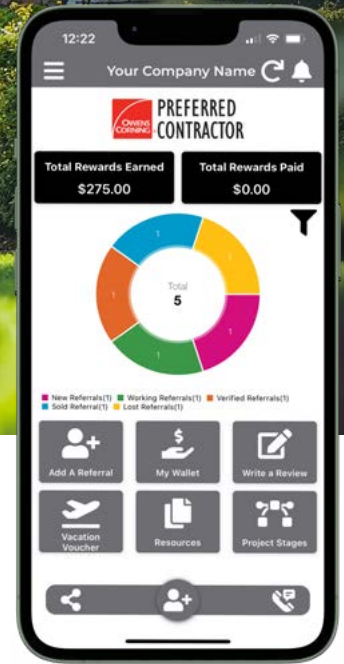 12:22
Your Company Name
OWENS
CORNING
PREFERRED
CONTRACTOR
Total Rewards Earned
$275.00
Total Rewards Paid
$0.00
1
1
1
1
1
Total
5
New Referrals(1) Working Referrals(1) Verified Referrals(1)
Sold Referral(1) Lost Referrals(1)
Add A Referral
$
My Wallet
Write a Review
Vacation
Voucher
Resources
Project Stages